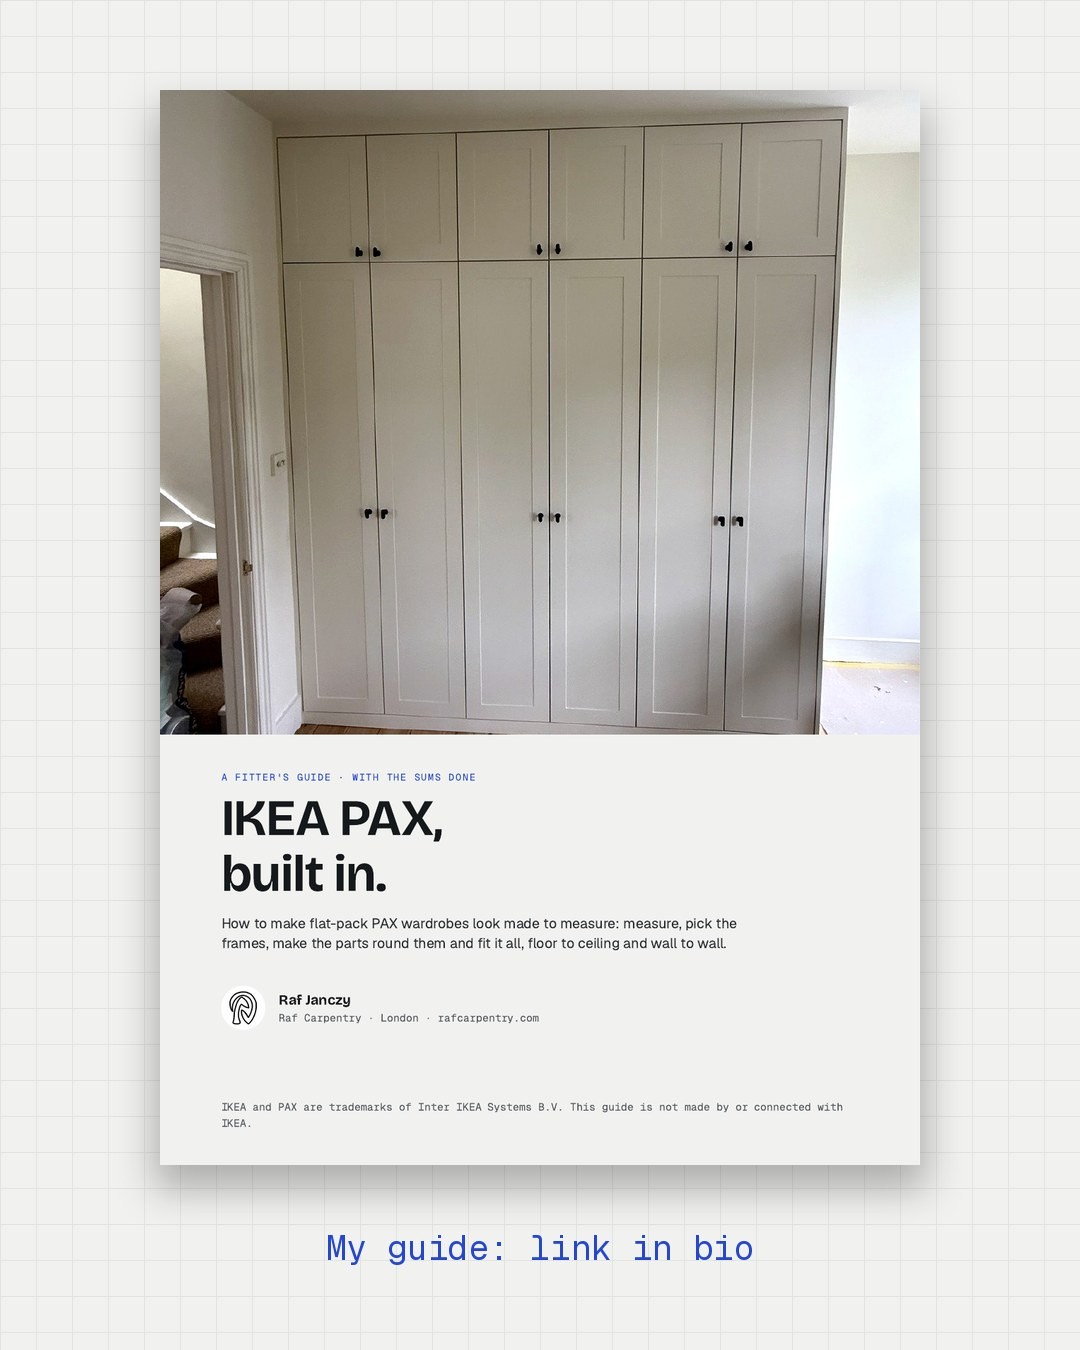 A FITTER'S GUIDE · WITH THE SUMS DONE
IKEA PAX,
built in.
How to make flat-pack PAX wardrobes look made to measure: measure, pick the
frames, make the parts round them and fit it all, floor to ceiling and wall to wall.
Raf Janczy
Raf Carpentry · London · rafcarpentry.com
IKEA and PAX are trademarks of Inter IKEA Systems B.V. This guide is not made by or connected with
IKEA.
My guide: link in bio